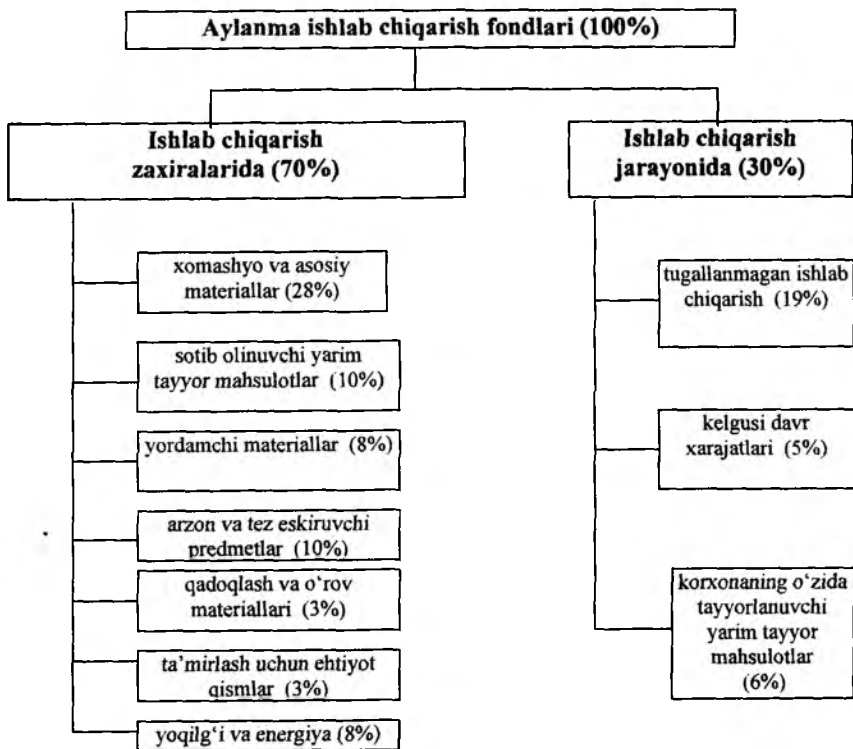 Aylanma ishlab chiqarish fondlari (100%)
Ishlab chiqarish
zaxiralarida (70%)
xomashyo va asosiy
materiallar (28%)
sotib olinuvchi yarim
tayyor mahsulotlar (10%)
yordamchi materiallar (8%)
arzon va tez eskiruvchi
predmetlar (10%)
qadoqlash va o‘rov
materiallari (3%)
ta’mirlash uchun ehtiyot
qismlar (3%)
yoqilg‘i va energiya (8%)
Ishlab chiqarish
jarayonida (30%)
tugallanmagan ishlab
chiqarish (19%)
kelgusi davr
xarajatlari (5%)
korxonaning o‘zida
tayyorlanuvchi
yarim tayyor
mahsulotlar
(6%)